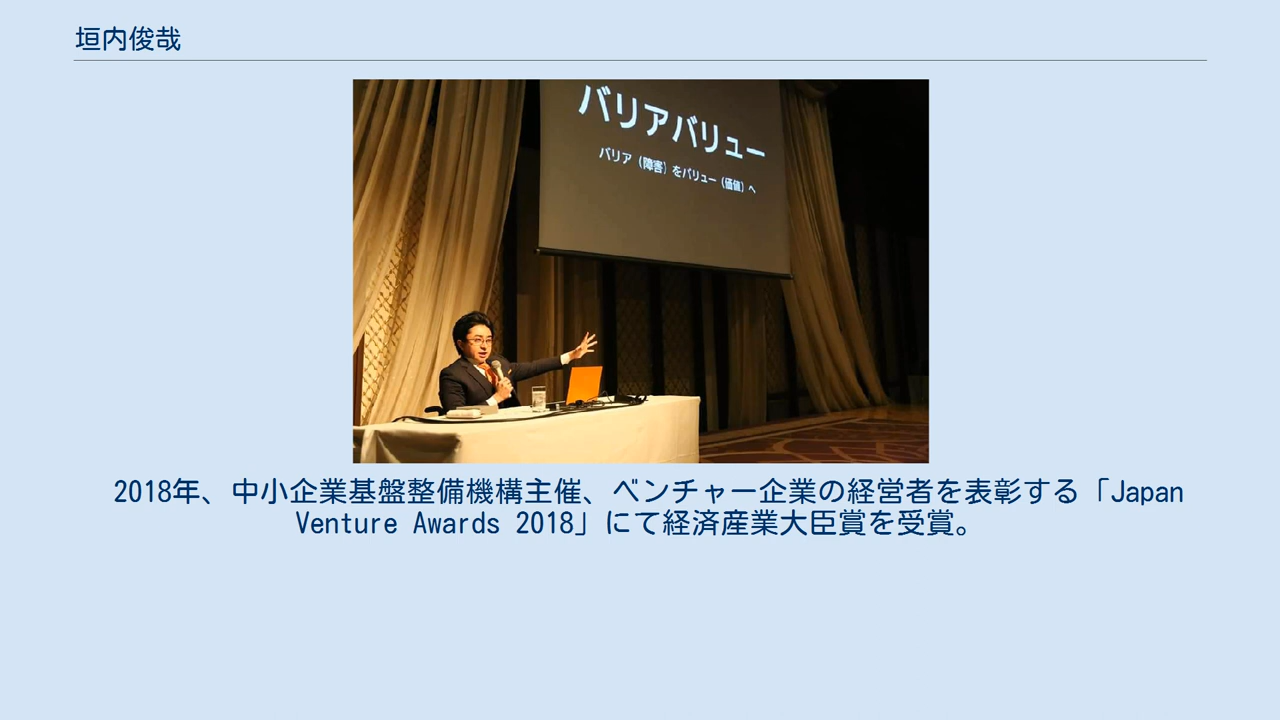 垣内俊哉
バリアバリュー
バリア（障害）をバリュー（価値）へ
2018年、中小企業基盤整備機構主催、ベンチャー企業の経営者を表彰する「Japan
Venture Awards 2018」にて経済産業大臣賞を受賞。